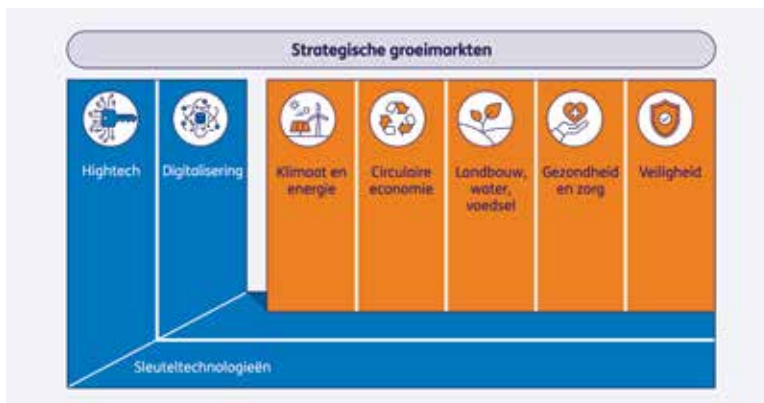 Strategische groeimarkten
Hightech
Digitalisering
Klimaat en
energie
Circulaire
economie
Landbouw,
water,
voedsel
Gezondheid
en zorg
Veiligheid
Sleuteltechnologieën